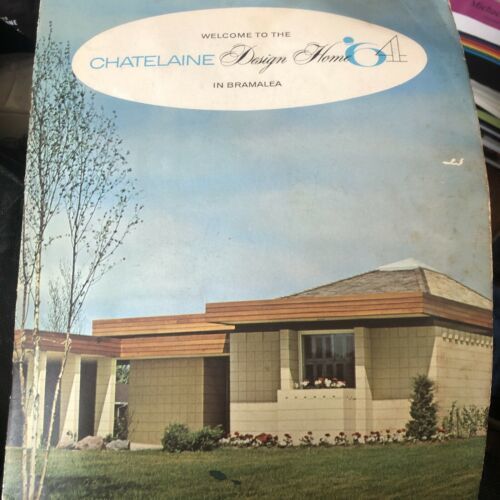 WELCOME TO THE
CHATELAINE Design Home '64
IN BRAMALEA